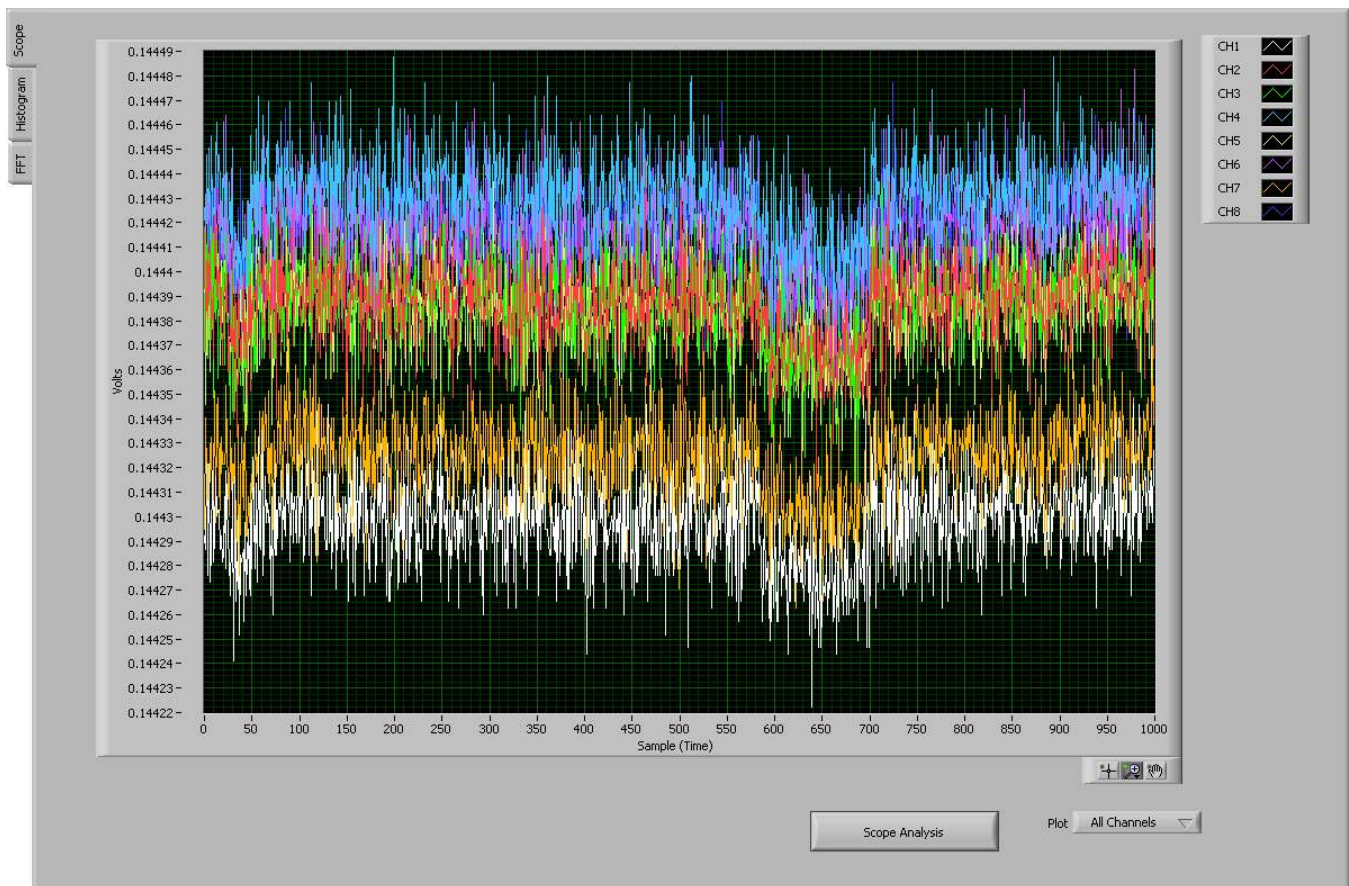 Scope
Histogram
FFT
Volts
0.14449
0.14448
0.14447
0.14446
0.14445
0.14444
0.14443
0.14442
0.14441
0.1444
0.14439
0.14438
0.14437
0.14436
0.14435
0.14434
0.14433
0.14432
0.14431
0.1443
0.14429
0.14428
0.14427
0.14426
0.14425
0.14424
0.14423
0.14422
0 50 100 150 200 250 300 350 400 450 500 550 600 650 700 750 800 850 900 950 1000
Sample (Time)
CH1
CH2
CH3
CH4
CH5
CH6
CH7
CH8
Scope Analysis
Plot All Channels